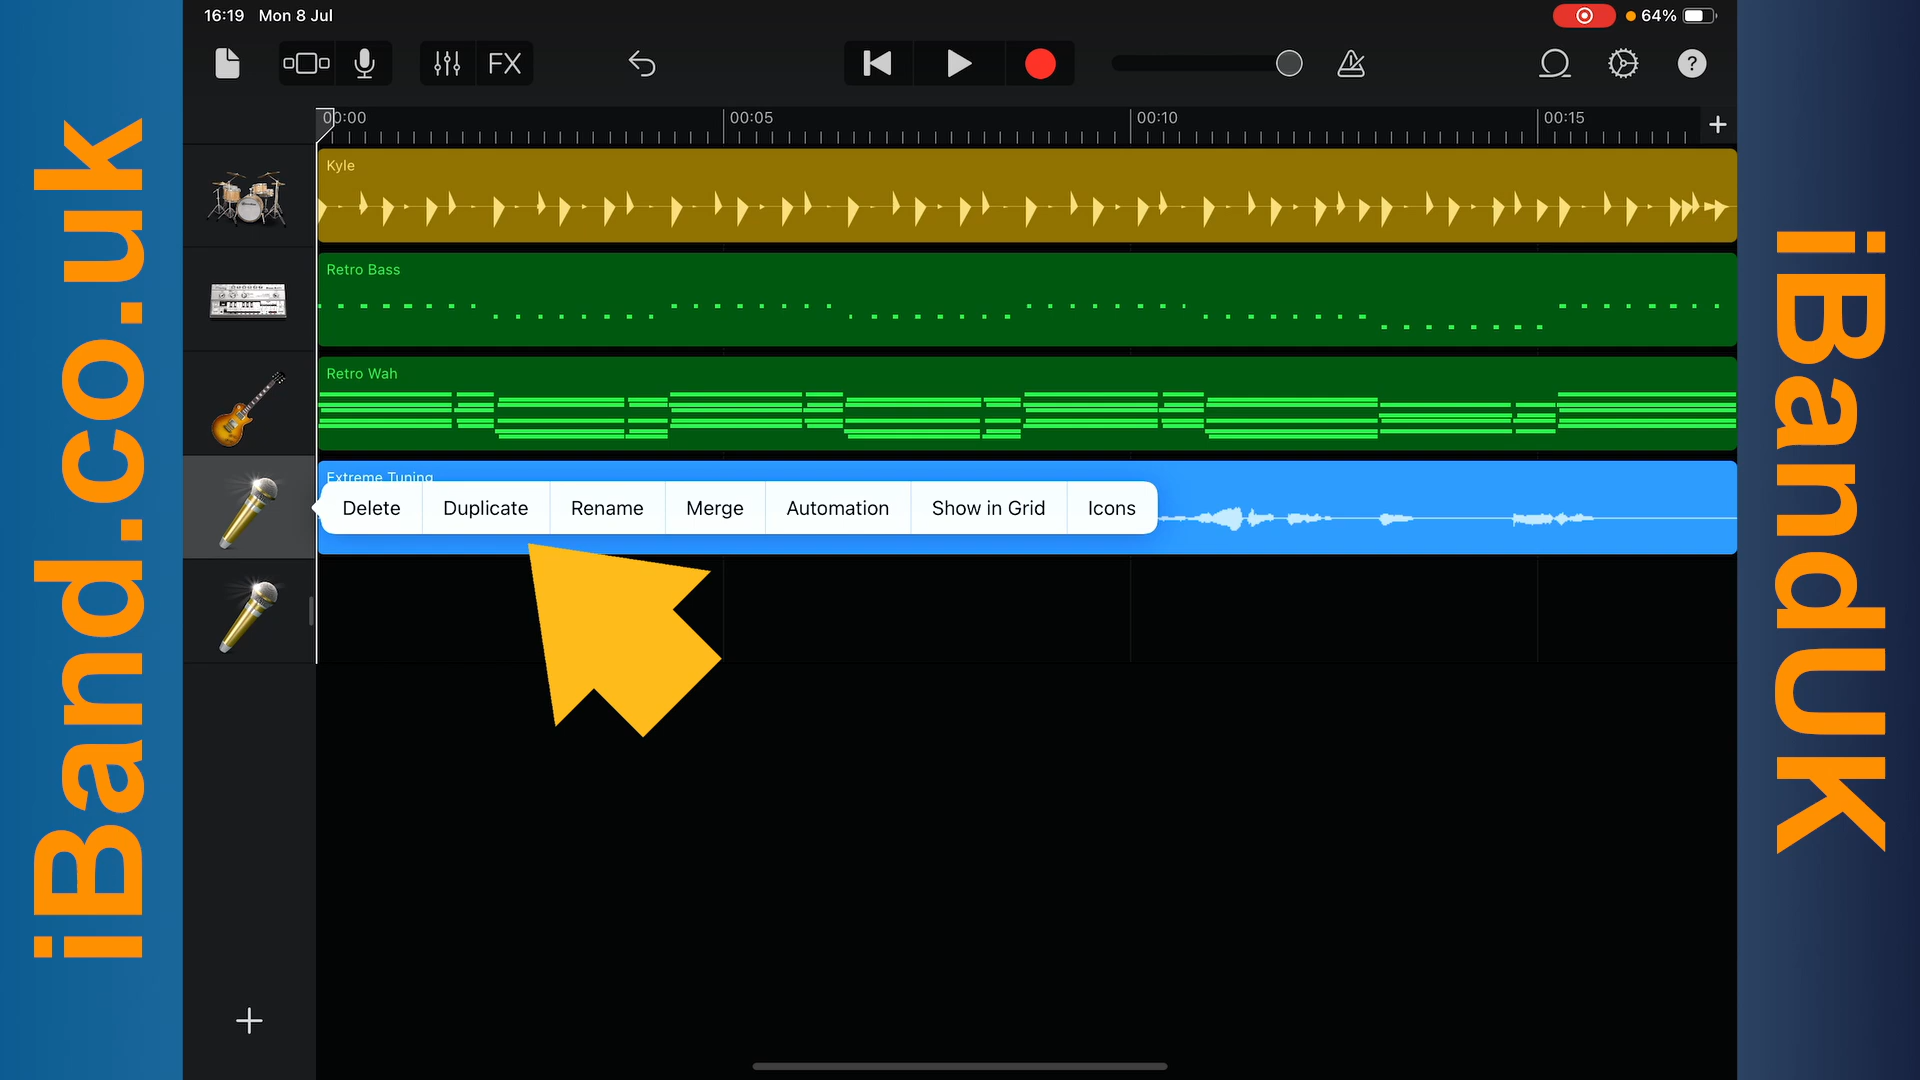 16:19 Mon 8 Jul
64%
FX
?
00:00 00:05 00:10 00:15
Kyle
Retro Bass
Retro Wah
Extreme Tuning
Delete Duplicate Rename Merge Automation Show in Grid Icons
iBand.co.uk
iBandUK